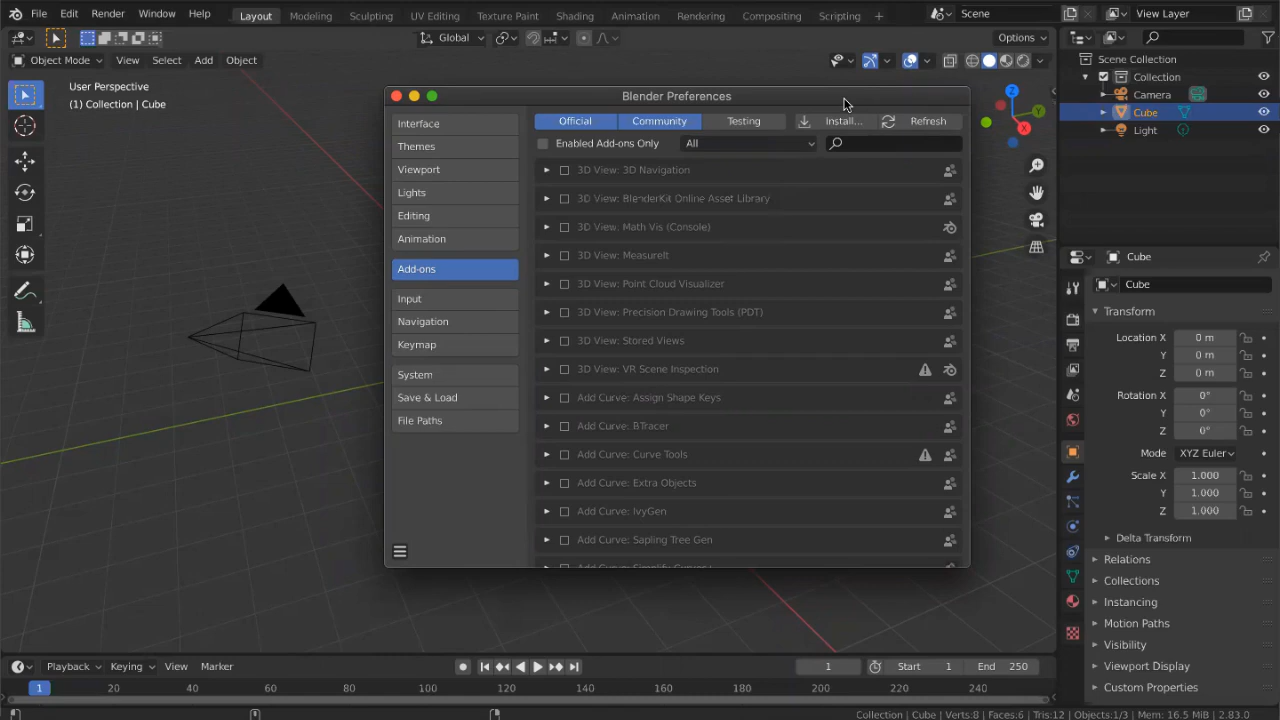 File Edit Render Window Help Layout Modeling Sculpting UV Editing Texture Paint Shading Animation Rendering Compositing Scripting + Scene View Layer
Global Options
Object Mode View Select Add Object
User Perspective
(1) Collection | Cube
Z
Y
X
Scene Collection
Collection
Camera
Cube
Light
Blender Preferences
Interface
Themes
Viewport
Lights
Editing
Animation
Add-ons
Input
Navigation
Keymap
System
Save & Load
File Paths
Official Community Testing Install... Refresh
Enabled Add-ons Only All
3D View: 3D Navigation
3D View: BlenderKit Online Asset Library
3D View: Math Vis (Console)
3D View: MeasureIt
3D View: Point Cloud Visualizer
3D View: Precision Drawing Tools (PDT)
3D View: Stored Views
3D View: VR Scene Inspection
Add Curve: Assign Shape Keys
Add Curve: BTracer
Add Curve: Curve Tools
Add Curve: Extra Objects
Add Curve: IvyGen
Add Curve: Sapling Tree Gen
Cube
Cube
Transform
Location X 0 m
Y 0 m
Z 0 m
Rotation X 0°
Y 0°
Z 0°
Mode XYZ Euler
Scale X 1.000
Y 1.000
Z 1.000
Delta Transform
Relations
Collections
Instancing
Motion Paths
Visibility
Viewport Display
Custom Properties
Playback Keying View Marker 1 Start 1 End 250
1 20 40 60 80 100 120 140 160 180 200 220 240
Collection | Cube | Verts:8 | Faces:6 | Tris:12 | Objects:1/3 | Mem: 16.5 MiB | 2.83.0